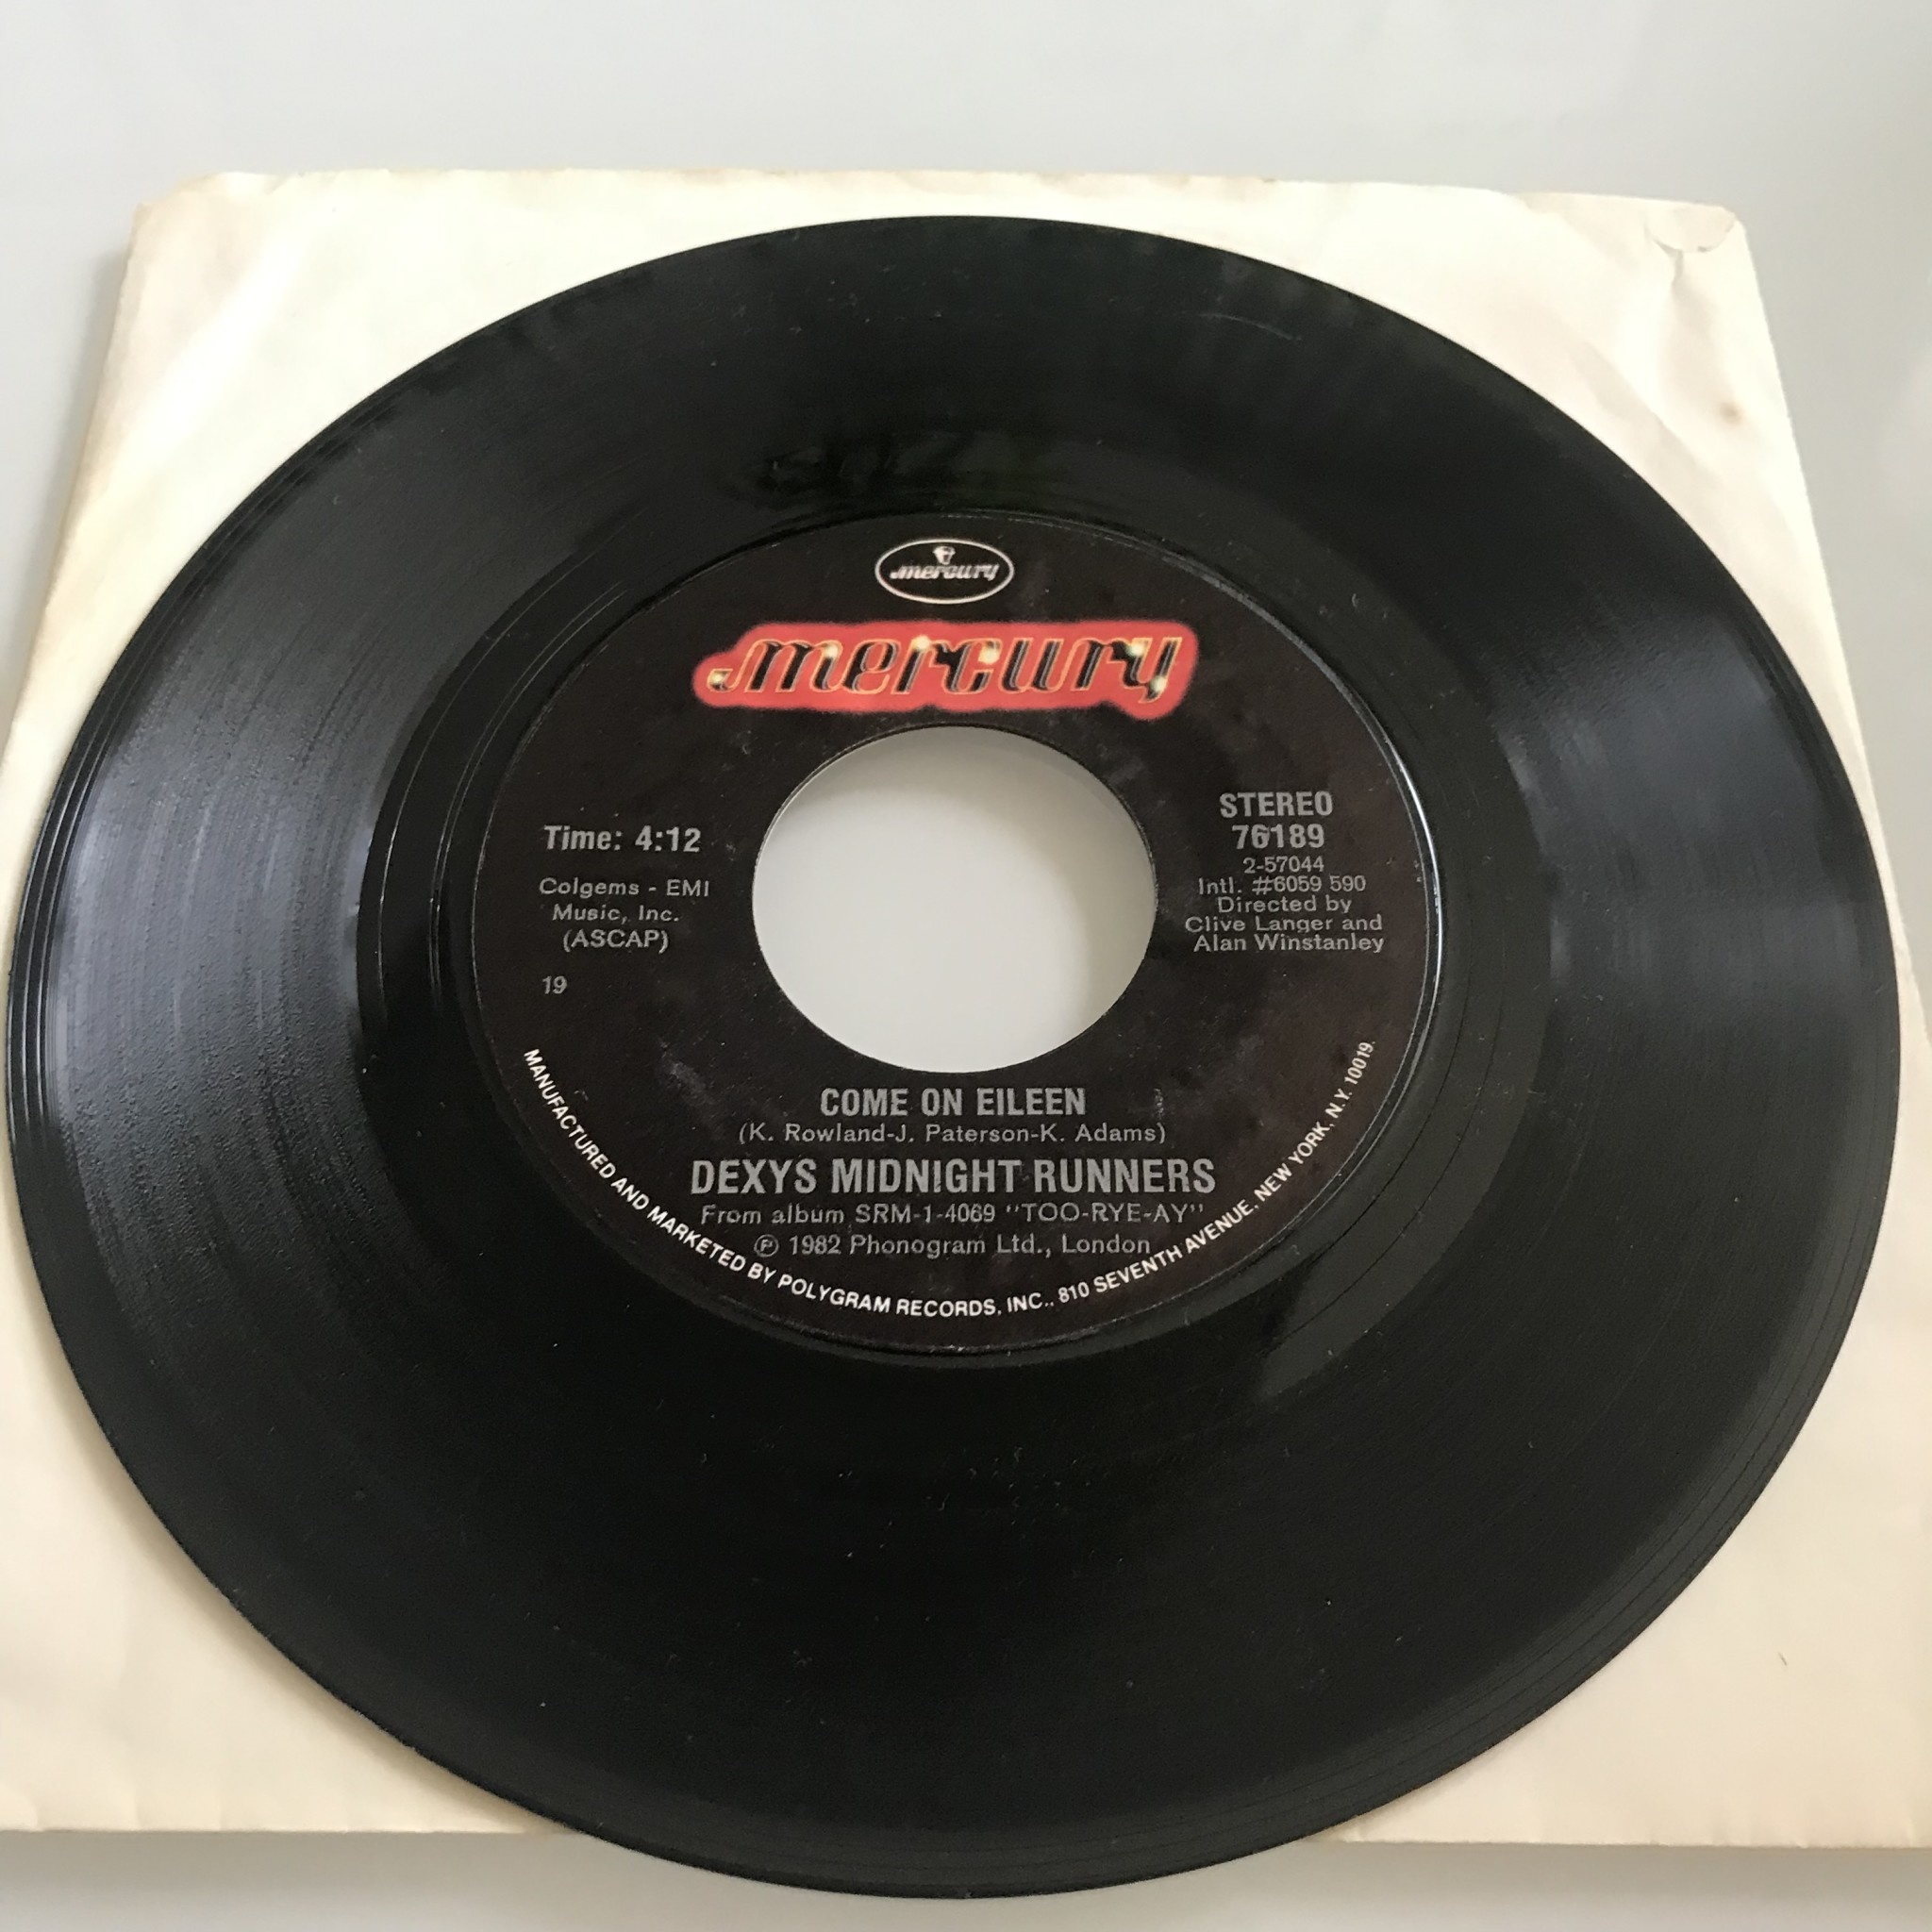 mercury
mercury
Time: 4:12
Colgems - EMI
Music, Inc.
(ASCAP)
19
STEREO
76189
2-57044
Intl. #6059 590
Directed by
Clive Langer and
Alan Winstanley
COME ON EILEEN
(K. Rowland-J. Paterson-K. Adams)
DEXYS MIDNIGHT RUNNERS
From album SRM-1-4069 "TOO-RYE-AY"
℗ 1982 Phonogram Ltd., London
MANUFACTURED AND MARKETED BY POLYGRAM RECORDS, INC., 810 SEVENTH AVENUE, NEW YORK, N.Y. 10019.